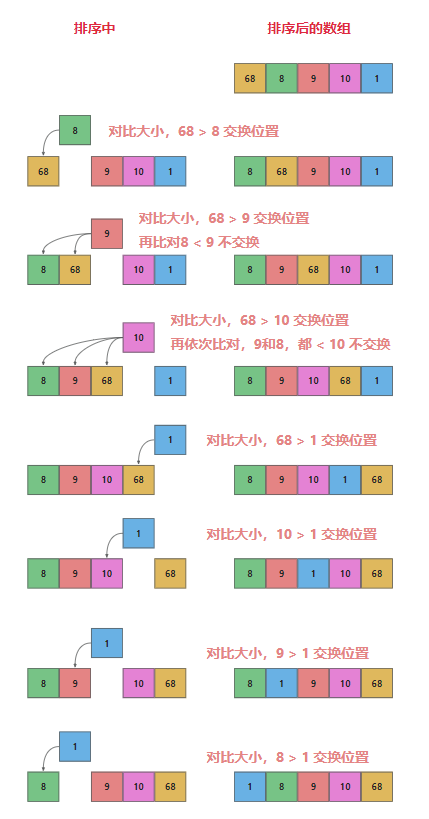 排序中 排序后的数组
68 8 9 10 1
8 对比大小，68 > 8 交换位置
68 9 10 1 8 68 9 10 1
9 对比大小，68 > 9 交换位置
再比对8 < 9 不交换
8 68 10 1 8 9 68 10 1
对比大小，68 > 10 交换位置
10 再依次比对，9和8，都 < 10 不交换
8 9 68 1 8 9 10 68 1
1 对比大小，68 > 1 交换位置
8 9 10 68 8 9 10 1 68
1 对比大小，10 > 1 交换位置
8 9 10 68 8 9 1 10 68
1 对比大小，9 > 1 交换位置
8 9 10 68 8 1 9 10 68
1 对比大小，8 > 1 交换位置
8 9 10 68 1 8 9 10 68